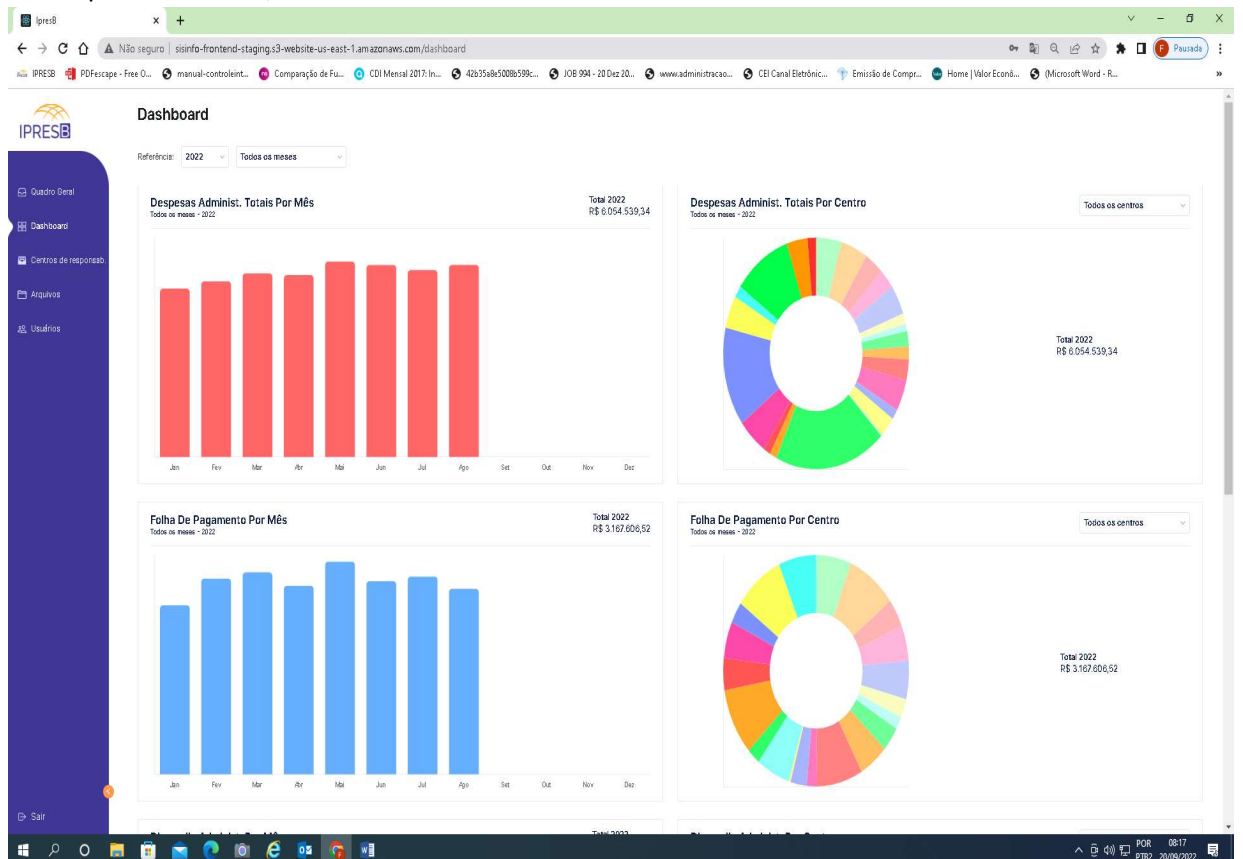 IpresB
Não seguro | sisinfo-frontend-staging.s3-website-us-east-1.amazonaws.com/dashboard
Pausada
IPRESB PDFescape - Free O... manual-controleint... Comparação de Fu... CDI Mensal 2017: In... 42b35a8e5008b599c... JOB 994 - 20 Dez 20... www.administracao... CEI Canal Eletrônic... Emissão de Compr... Home | Valor Econô... (Microsoft Word - R... »
IPRESB
Dashboard
Referência: 2022 Todos os meses
Quadro Geral
Dashboard
Centros de responsab.
Arquivos
Usuários
Sair
Despesas Administ. Totais Por Mês
Todos os meses - 2022
Total 2022
R$ 6.054.539,34
Jan Fev Mar Abr Mai Jun Jul Ago Set Out Nov Dez
Despesas Administ. Totais Por Centro
Todos os meses - 2022
Todos os centros
Total 2022
R$ 6.054.539,34
Folha De Pagamento Por Mês
Todos os meses - 2022
Total 2022
R$ 3.167.606,52
Jan Fev Mar Abr Mai Jun Jul Ago Set Out Nov Dez
Folha De Pagamento Por Centro
Todos os meses - 2022
Todos os centros
Total 2022
R$ 3.167.606,52
Total 2022
POR 08:17
PTB2 20/09/2022